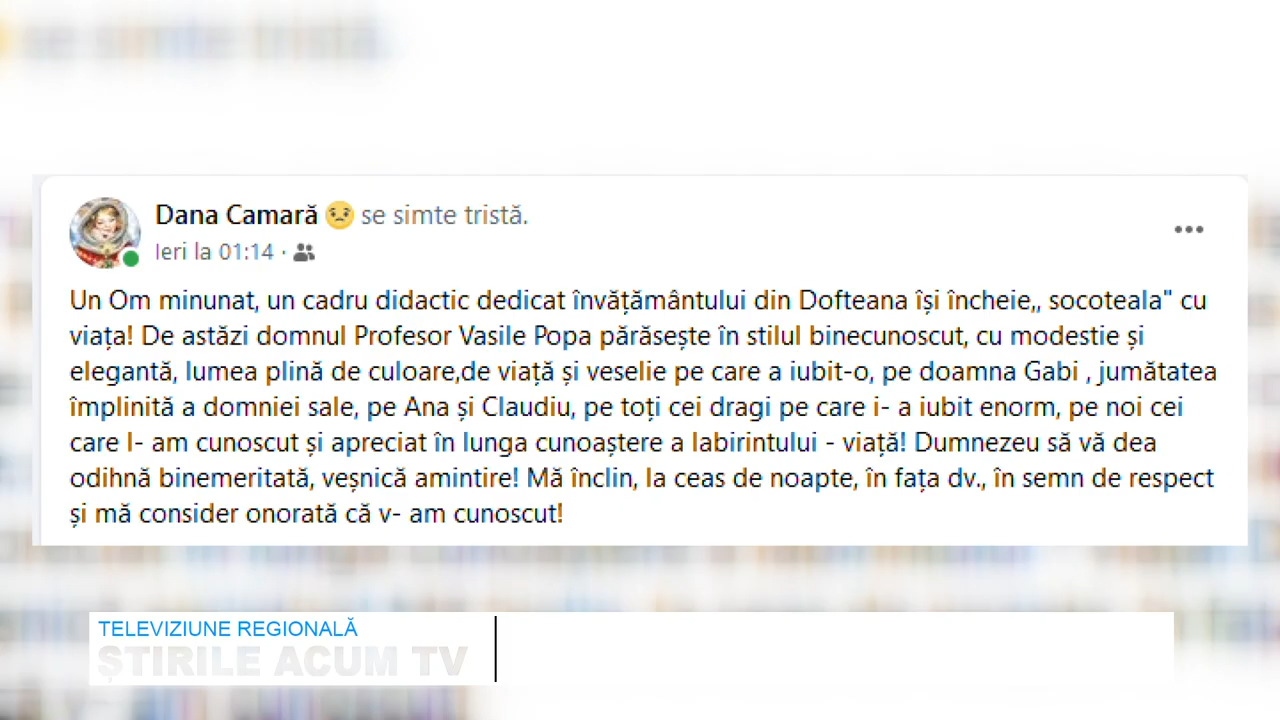 Dana Camară 😟 se simte tristă.
Ieri la 01:14 ·
Un Om minunat, un cadru didactic dedicat învățământului din Dofteana își încheie,, socoteala" cu
viața! De astăzi domnul Profesor Vasile Popa părăsește în stilul binecunoscut, cu modestie și
elegantă, lumea plină de culoare,de viață și veselie pe care a iubit-o, pe doamna Gabi , jumătatea
împlinită a domniei sale, pe Ana și Claudiu, pe toți cei dragi pe care i- a iubit enorm, pe noi cei
care l- am cunoscut și apreciat în lunga cunoaștere a labirintului - viață! Dumnezeu să vă dea
odihnă binemeritată, veșnică amintire! Mă înclin, la ceas de noapte, în fața dv., în semn de respect
și mă consider onorată că v- am cunoscut!
TELEVIZIUNE REGIONALĂ
ȘTIRILE ACUM TV